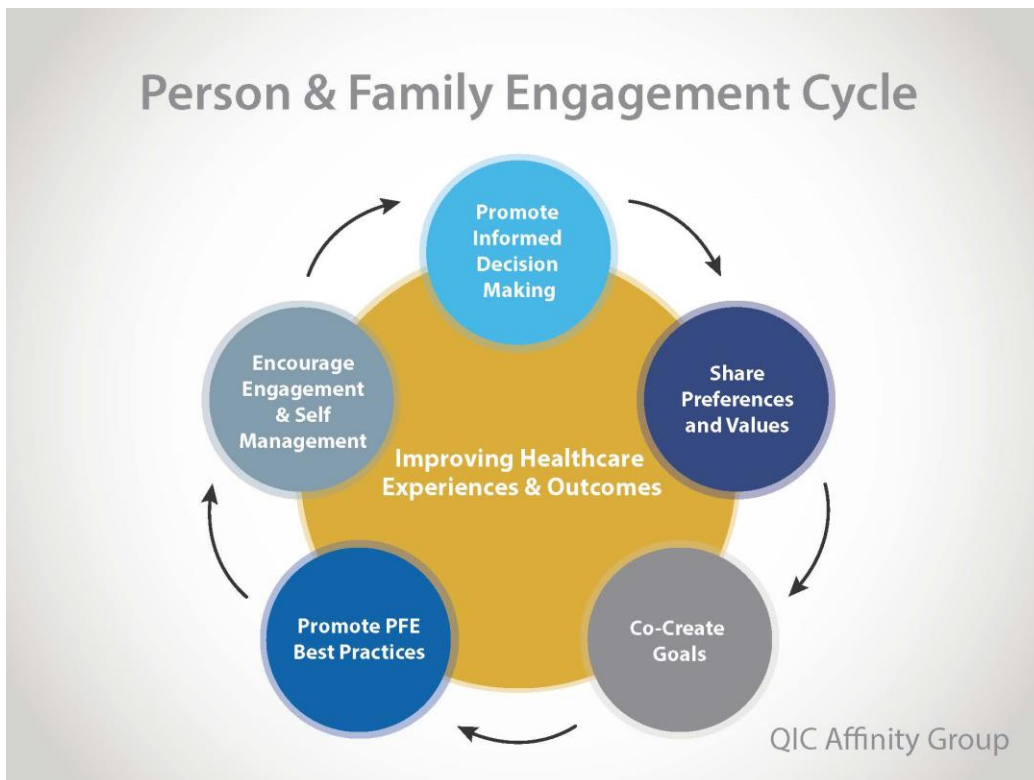 Person & Family Engagement Cycle
Promote
Informed
Decision
Making
Share
Preferences
and Values
Co-Create
Goals
Promote PFE
Best Practices
Encourage
Engagement
& Self
Management
Improving Healthcare
Experiences & Outcomes
QIC Affinity Group